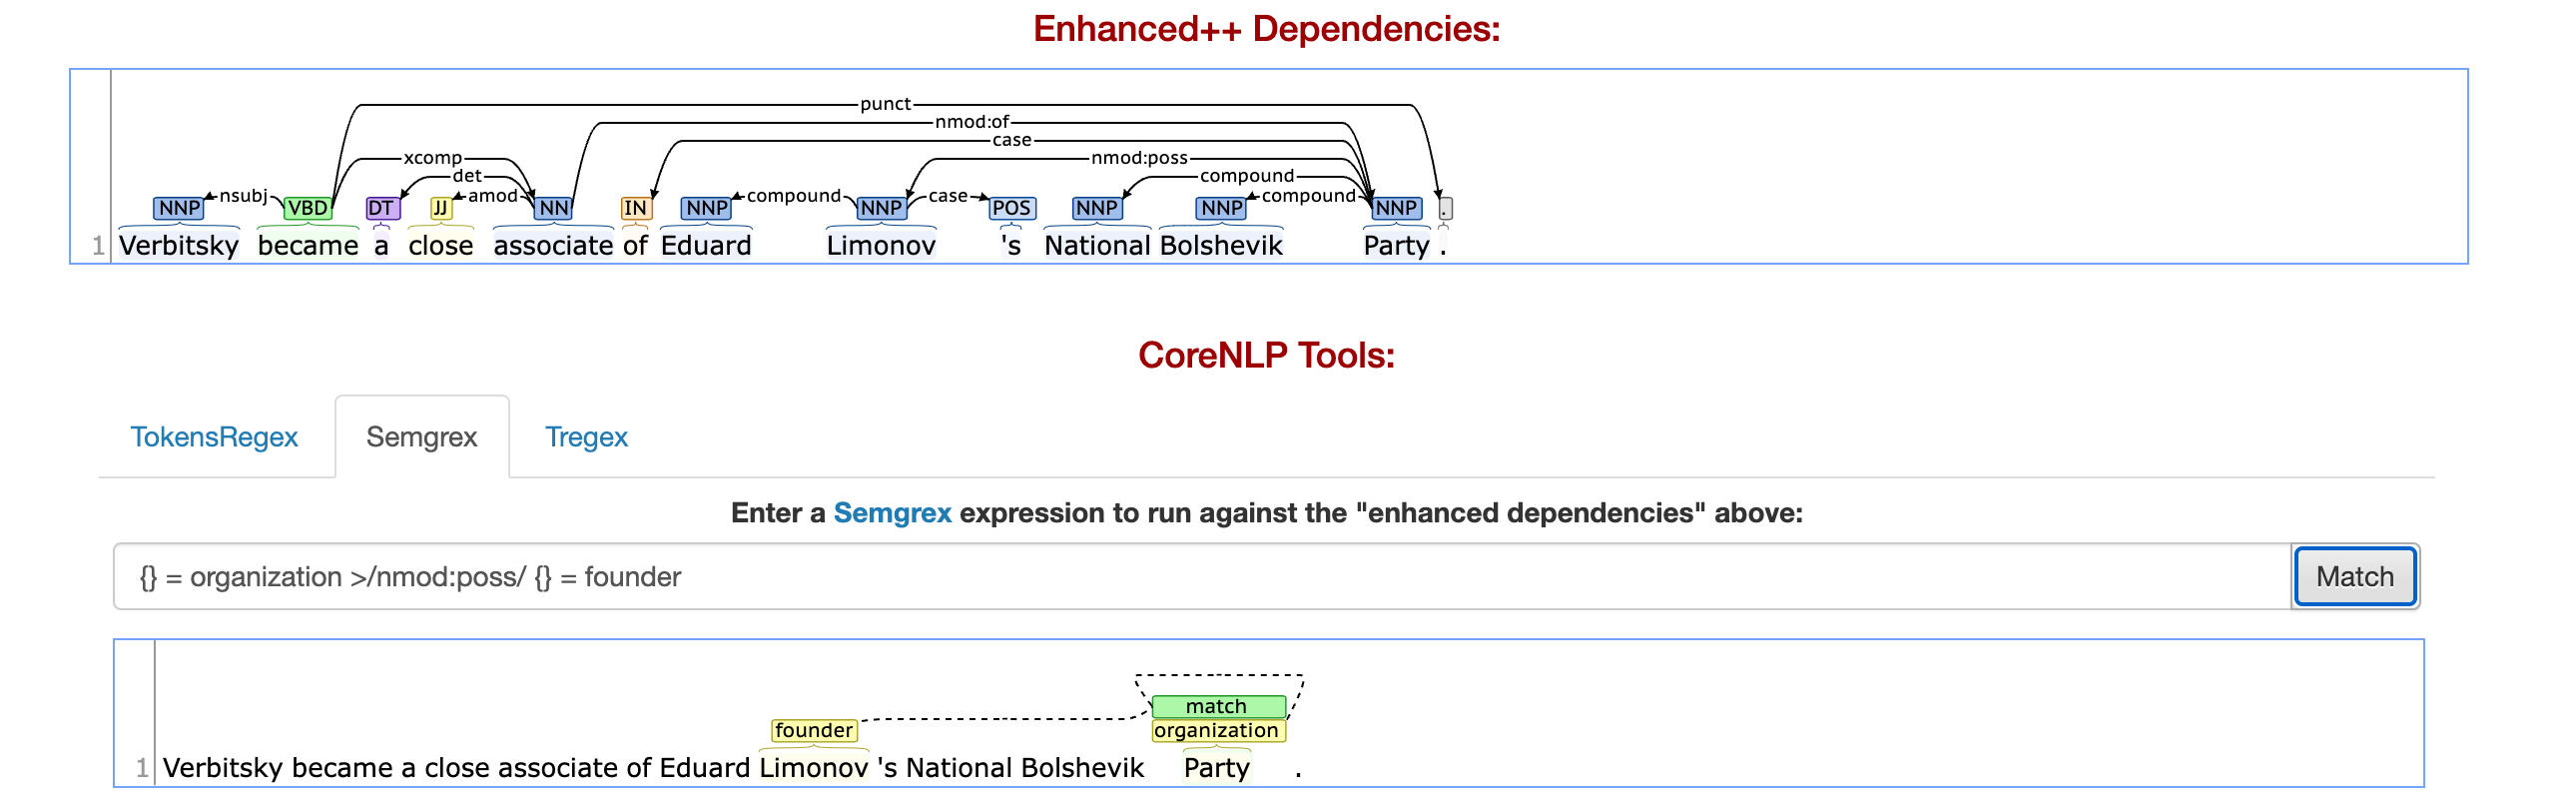 Enhanced++ Dependencies:
punct
nmod:of
case
xcomp nmod:poss
det compound
NNP nsubj VBD DT JJ amod NN IN NNP compound NNP case POS NNP NNP compound NNP .
1 Verbitsky became a close associate of Eduard Limonov 's National Bolshevik Party .
CoreNLP Tools:
TokensRegex Semgrex Tregex
Enter a Semgrex expression to run against the "enhanced dependencies" above:
{} = organization >/nmod:poss/ {} = founder Match
match
founder organization
1 Verbitsky became a close associate of Eduard Limonov 's National Bolshevik Party .